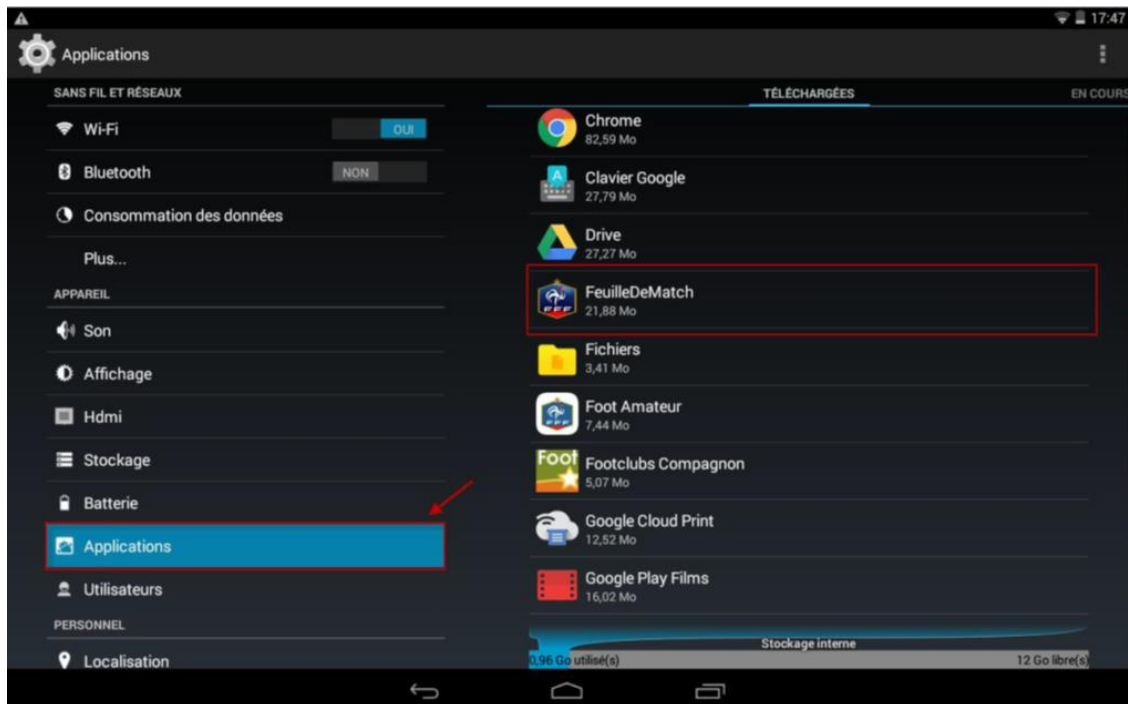 17:47
Applications
SANS FIL ET RÉSEAUX
Wi-Fi
OUI
Bluetooth
NON
Consommation des données
Plus...
APPAREIL
Son
Affichage
Hdmi
Stockage
Batterie
Applications
Utilisateurs
PERSONNEL
Localisation
TÉLÉCHARGÉES
EN COURS
Chrome
82,59 Mo
Clavier Google
27,79 Mo
Drive
27,27 Mo
FFF
FeuilleDeMatch
21,88 Mo
Fichiers
3,41 Mo
FFF
Foot Amateur
7,44 Mo
Foot
Footclubs Compagnon
5,07 Mo
Google Cloud Print
12,52 Mo
Google Play Films
16,02 Mo
Stockage interne
0,96 Go utilisé(s)
12 Go libre(s)